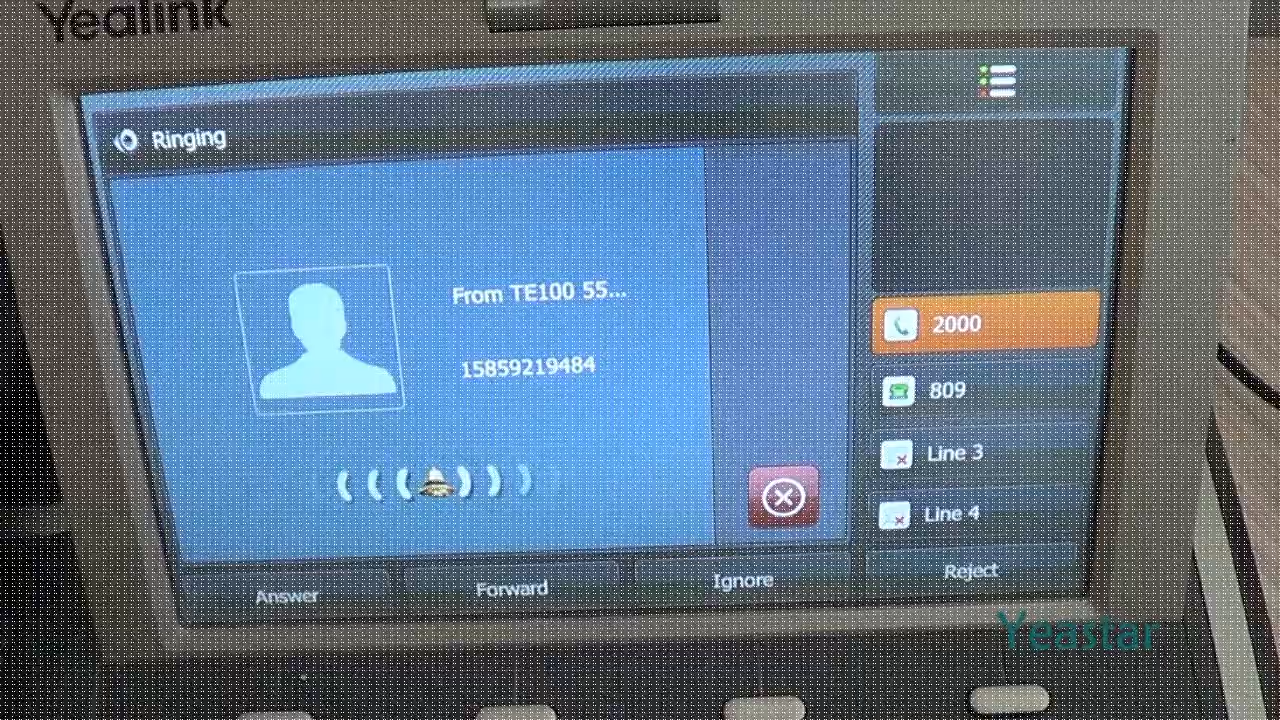 Yealink
Ringing
From TE100 55...
15859219484
2000
809
Line 3
Line 4
Answer
Forward
Ignore
Reject
Yeastar